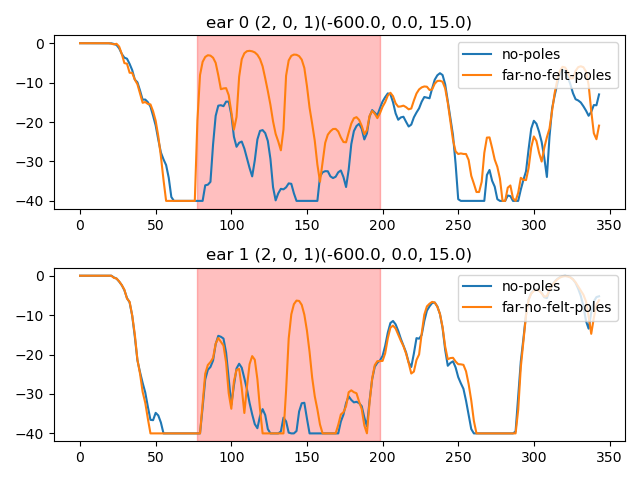 ear 0 (2, 0, 1)(-600.0, 0.0, 15.0)
0
−10
−20
−30
−40
no-poles
far-no-felt-poles
0 50 100 150 200 250 300 350
ear 1 (2, 0, 1)(-600.0, 0.0, 15.0)
0
−10
−20
−30
−40
no-poles
far-no-felt-poles
0 50 100 150 200 250 300 350